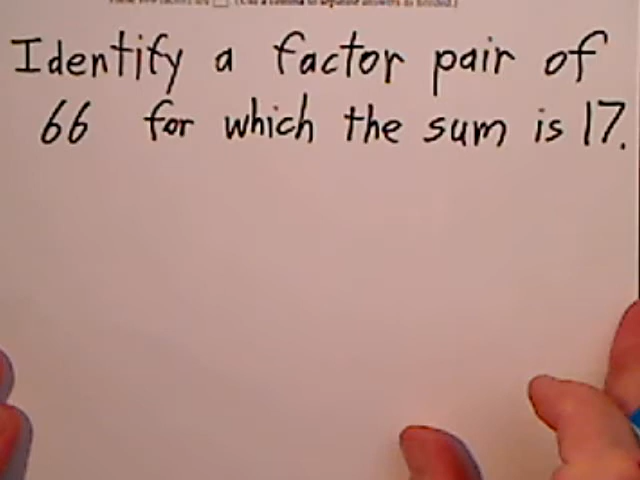 Identify a factor pair of
66 for which the sum is 17.